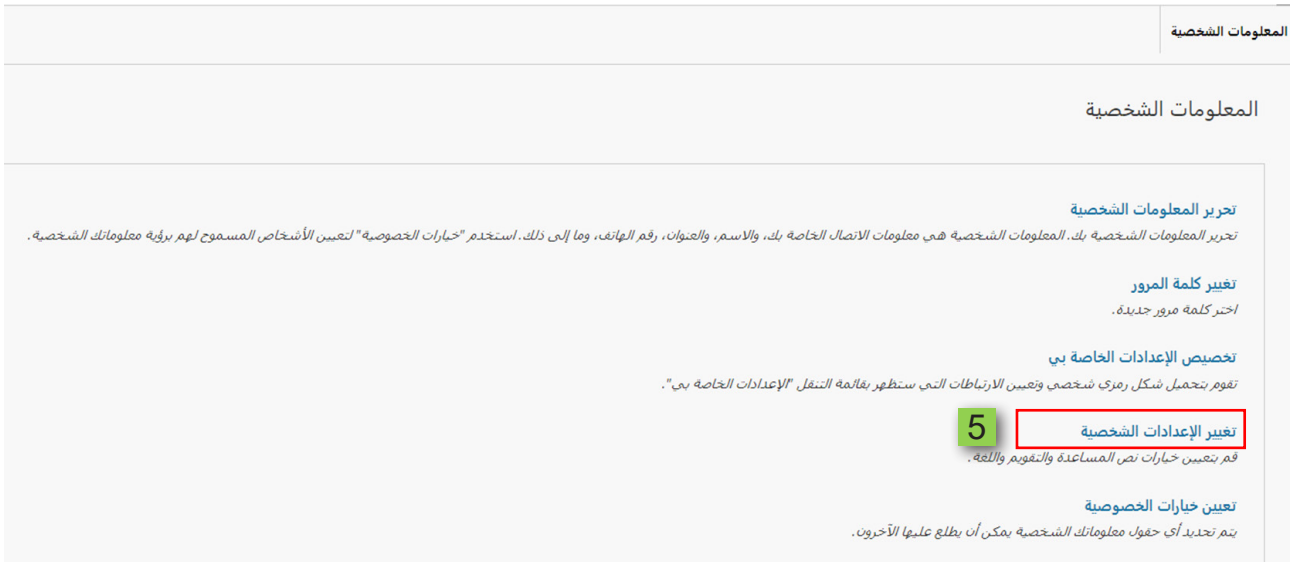 المعلومات الشخصية
المعلومات الشخصية
تحرير المعلومات الشخصية
تحرير المعلومات الشخصية بك. المعلومات الشخصية هي معلومات الاتصال الخاصة بك، والاسم، والعنوان، رقم الهاتف، وما إلى ذلك. استخدم "خيارات الخصوصية" لتعيين الأشخاص المسموح لهم برؤية معلوماتك الشخصية.
تغيير كلمة المرور
اختر كلمة مرور جديدة.
تخصيص الإعدادات الخاصة بي
تقوم بتحميل شكل رمزي شخصي وتعيين الارتباطات التي ستظهر بقائمة التنقل "الإعدادات الخاصة بي".
تغيير الإعدادات الشخصية 5
قم بتعيين خيارات نص المساعدة والتقويم واللغة.
تعيين خيارات الخصوصية
يتم تحديد أي حقول معلوماتك الشخصية يمكن أن يطلع عليها الآخرون.